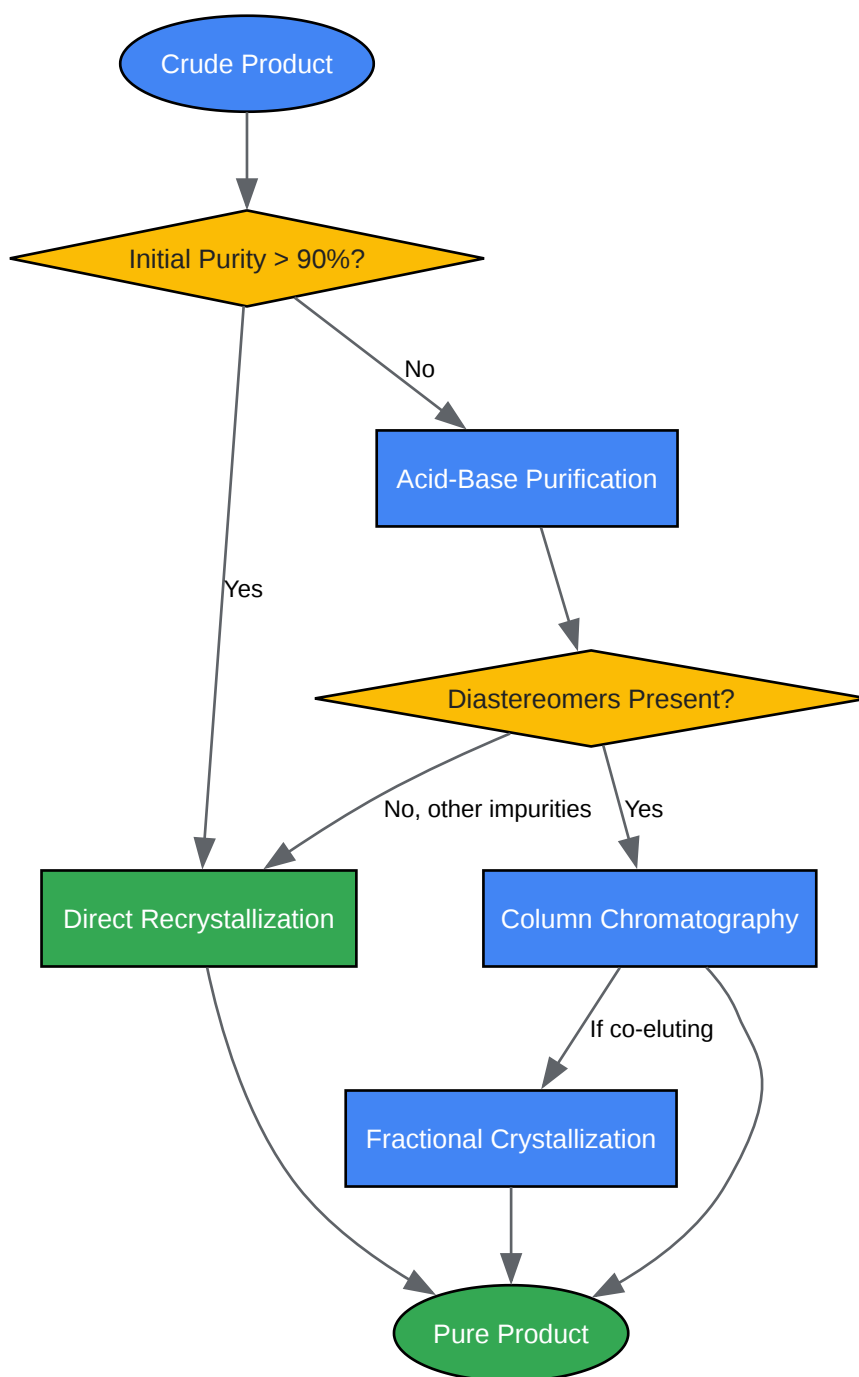 Crude Product
Initial Purity > 90%?
No
Acid-Base Purification
Yes
Diastereomers Present?
No, other impurities
Yes
Direct Recrystallization
Column Chromatography
If co-eluting
Fractional Crystallization
Pure Product